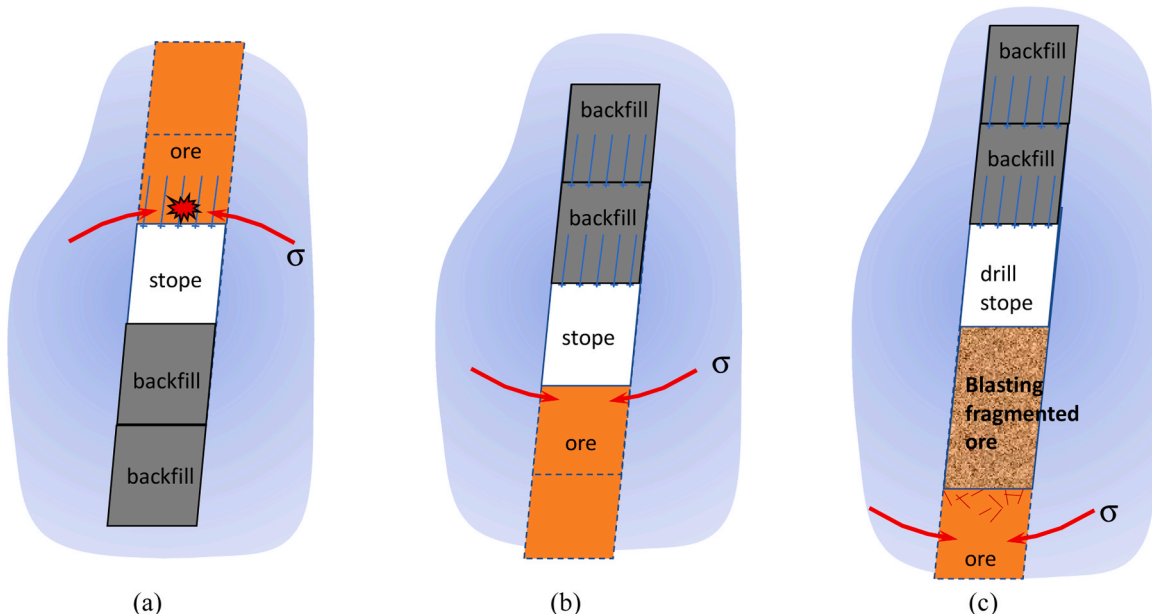 ore
σ
stope
backfill
backfill
(a)
backfill
backfill
stope
σ
ore
(b)
backfill
backfill
drill
stope
Blasting
fragmented
ore
σ
ore
(c)